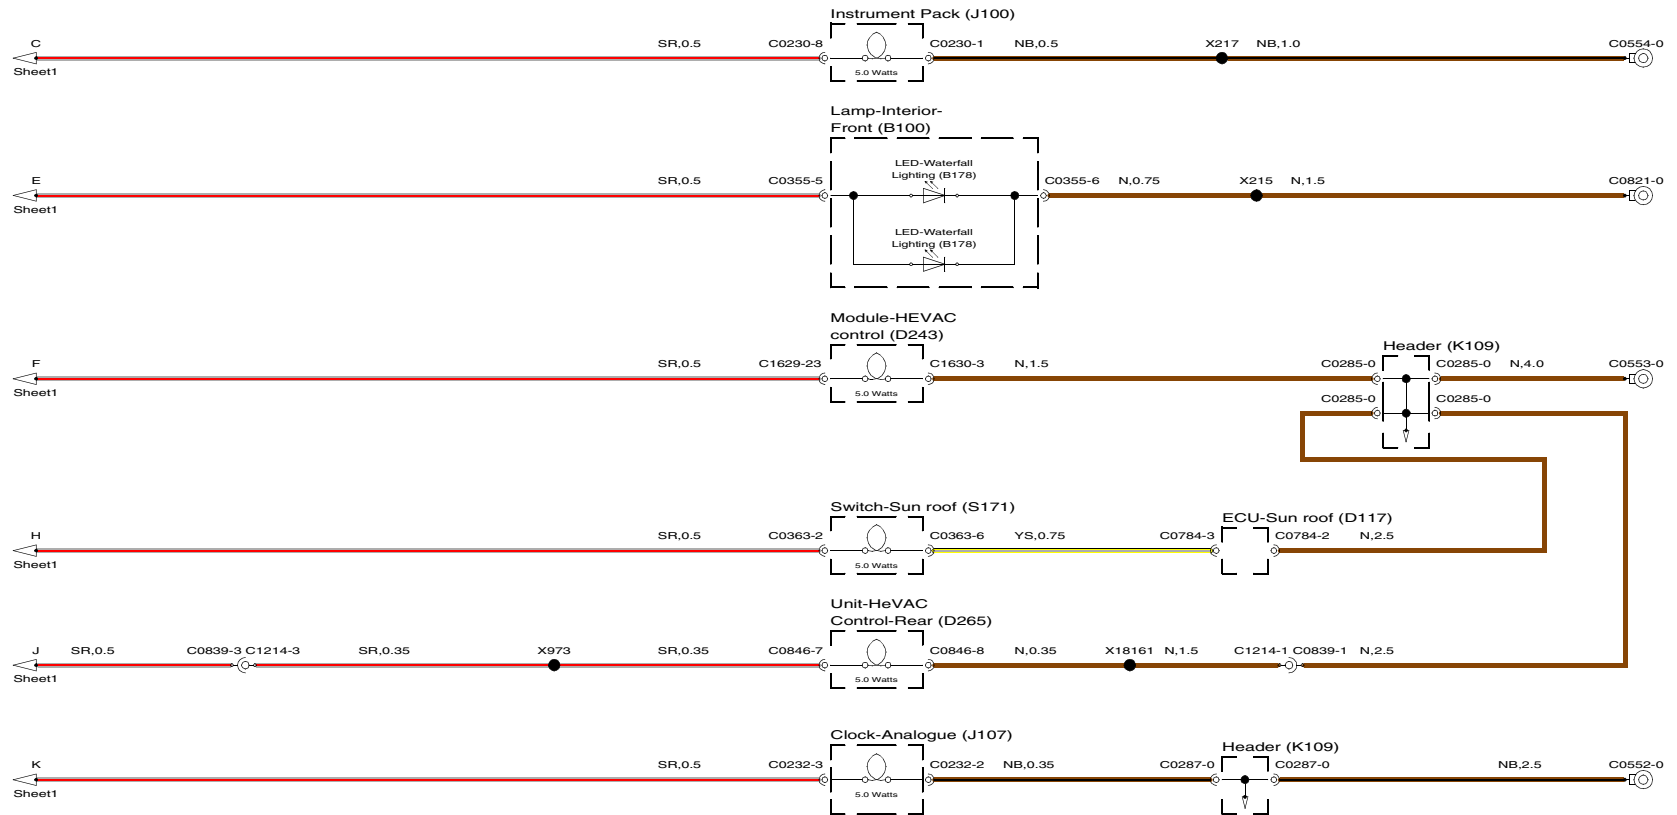 Instrument Pack (J100)
C SR,0.5 C0230-8 C0230-1 NB,0.5 X217 NB,1.0 C0554-0
Sheet1 5.0 Watts
Lamp-Interior-
Front (B100)
LED-Waterfall
Lighting (B178)
E SR,0.5 C0355-5 C0355-6 N,0.75 X215 N,1.5 C0821-0
Sheet1
LED-Waterfall
Lighting (B178)
Module-HEVAC
control (D243)
Header (K109)
F SR,0.5 C1629-23 C1630-3 N,1.5 C0285-0 C0285-0 N,4.0 C0553-0
Sheet1 5.0 Watts
C0285-0 C0285-0
Switch-Sun roof (S171)
ECU-Sun roof (D117)
H SR,0.5 C0363-2 C0363-6 YS,0.75 C0784-3 C0784-2 N,2.5
Sheet1 5.0 Watts
Unit-HeVAC
Control-Rear (D265)
J SR,0.5 C0839-3 C1214-3 SR,0.35 X973 SR,0.35 C0846-7 C0846-8 N,0.35 X18161 N,1.5 C1214-1 C0839-1 N,2.5
Sheet1 5.0 Watts
Clock-Analogue (J107)
Header (K109)
K SR,0.5 C0232-3 C0232-2 NB,0.35 C0287-0 C0287-0 NB,2.5 C0552-0
Sheet1 5.0 Watts